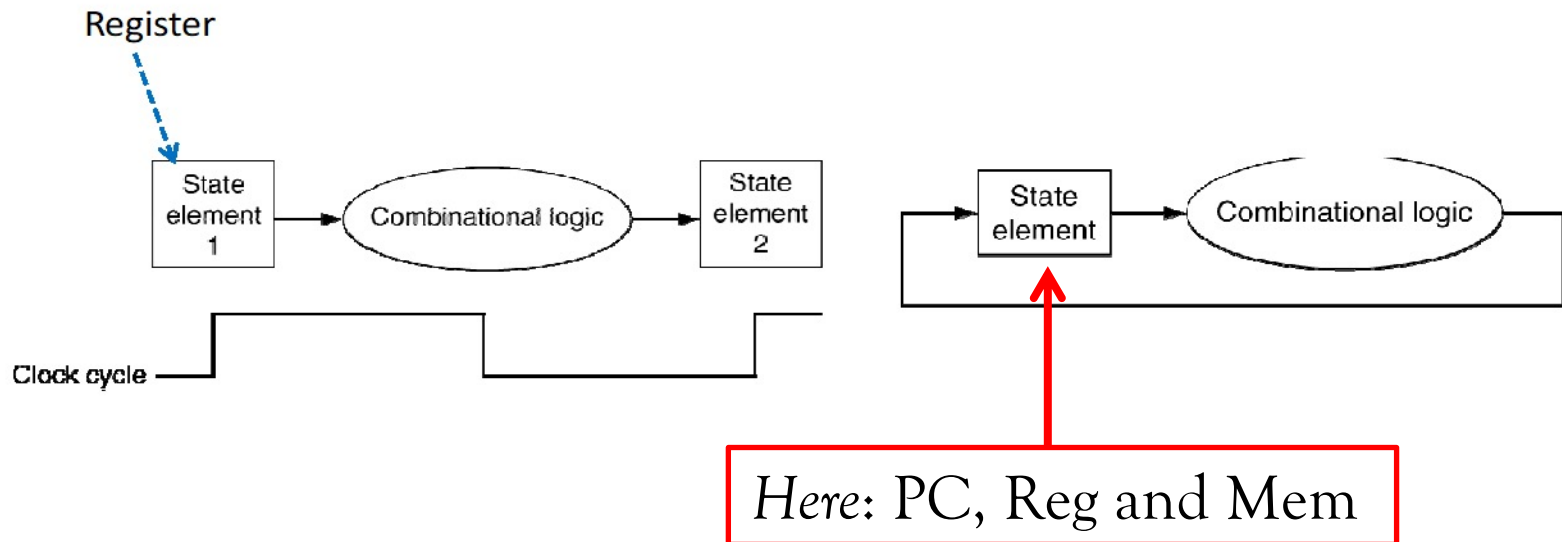 Register
State
element
1
Combinational logic
State
element
2
Clock cycle
State
element
Combinational logic
Here: PC, Reg and Mem